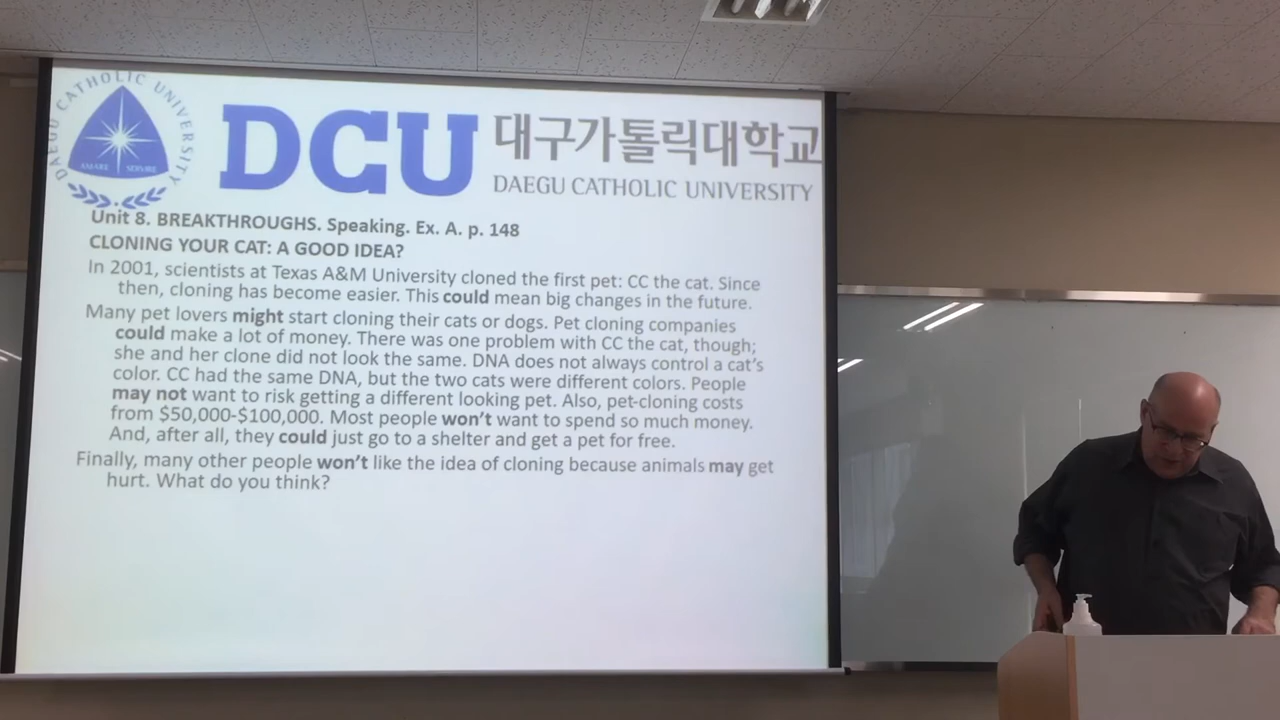 DAEGU CATHOLIC UNIVERSITY
AMARE SERVIRE
DCU
대구가톨릭대학교
DAEGU CATHOLIC UNIVERSITY
Unit 8. BREAKTHROUGHS. Speaking. Ex. A. p. 148
CLONING YOUR CAT: A GOOD IDEA?
In 2001, scientists at Texas A&M University cloned the first pet: CC the cat. Since
then, cloning has become easier. This could mean big changes in the future.
Many pet lovers might start cloning their cats or dogs. Pet cloning companies
could make a lot of money. There was one problem with CC the cat, though;
she and her clone did not look the same. DNA does not always control a cat's
color. CC had the same DNA, but the two cats were different colors. People
may not want to risk getting a different looking pet. Also, pet-cloning costs
from $50,000-$100,000. Most people won't want to spend so much money.
And, after all, they could just go to a shelter and get a pet for free.
Finally, many other people won't like the idea of cloning because animals may get
hurt. What do you think?